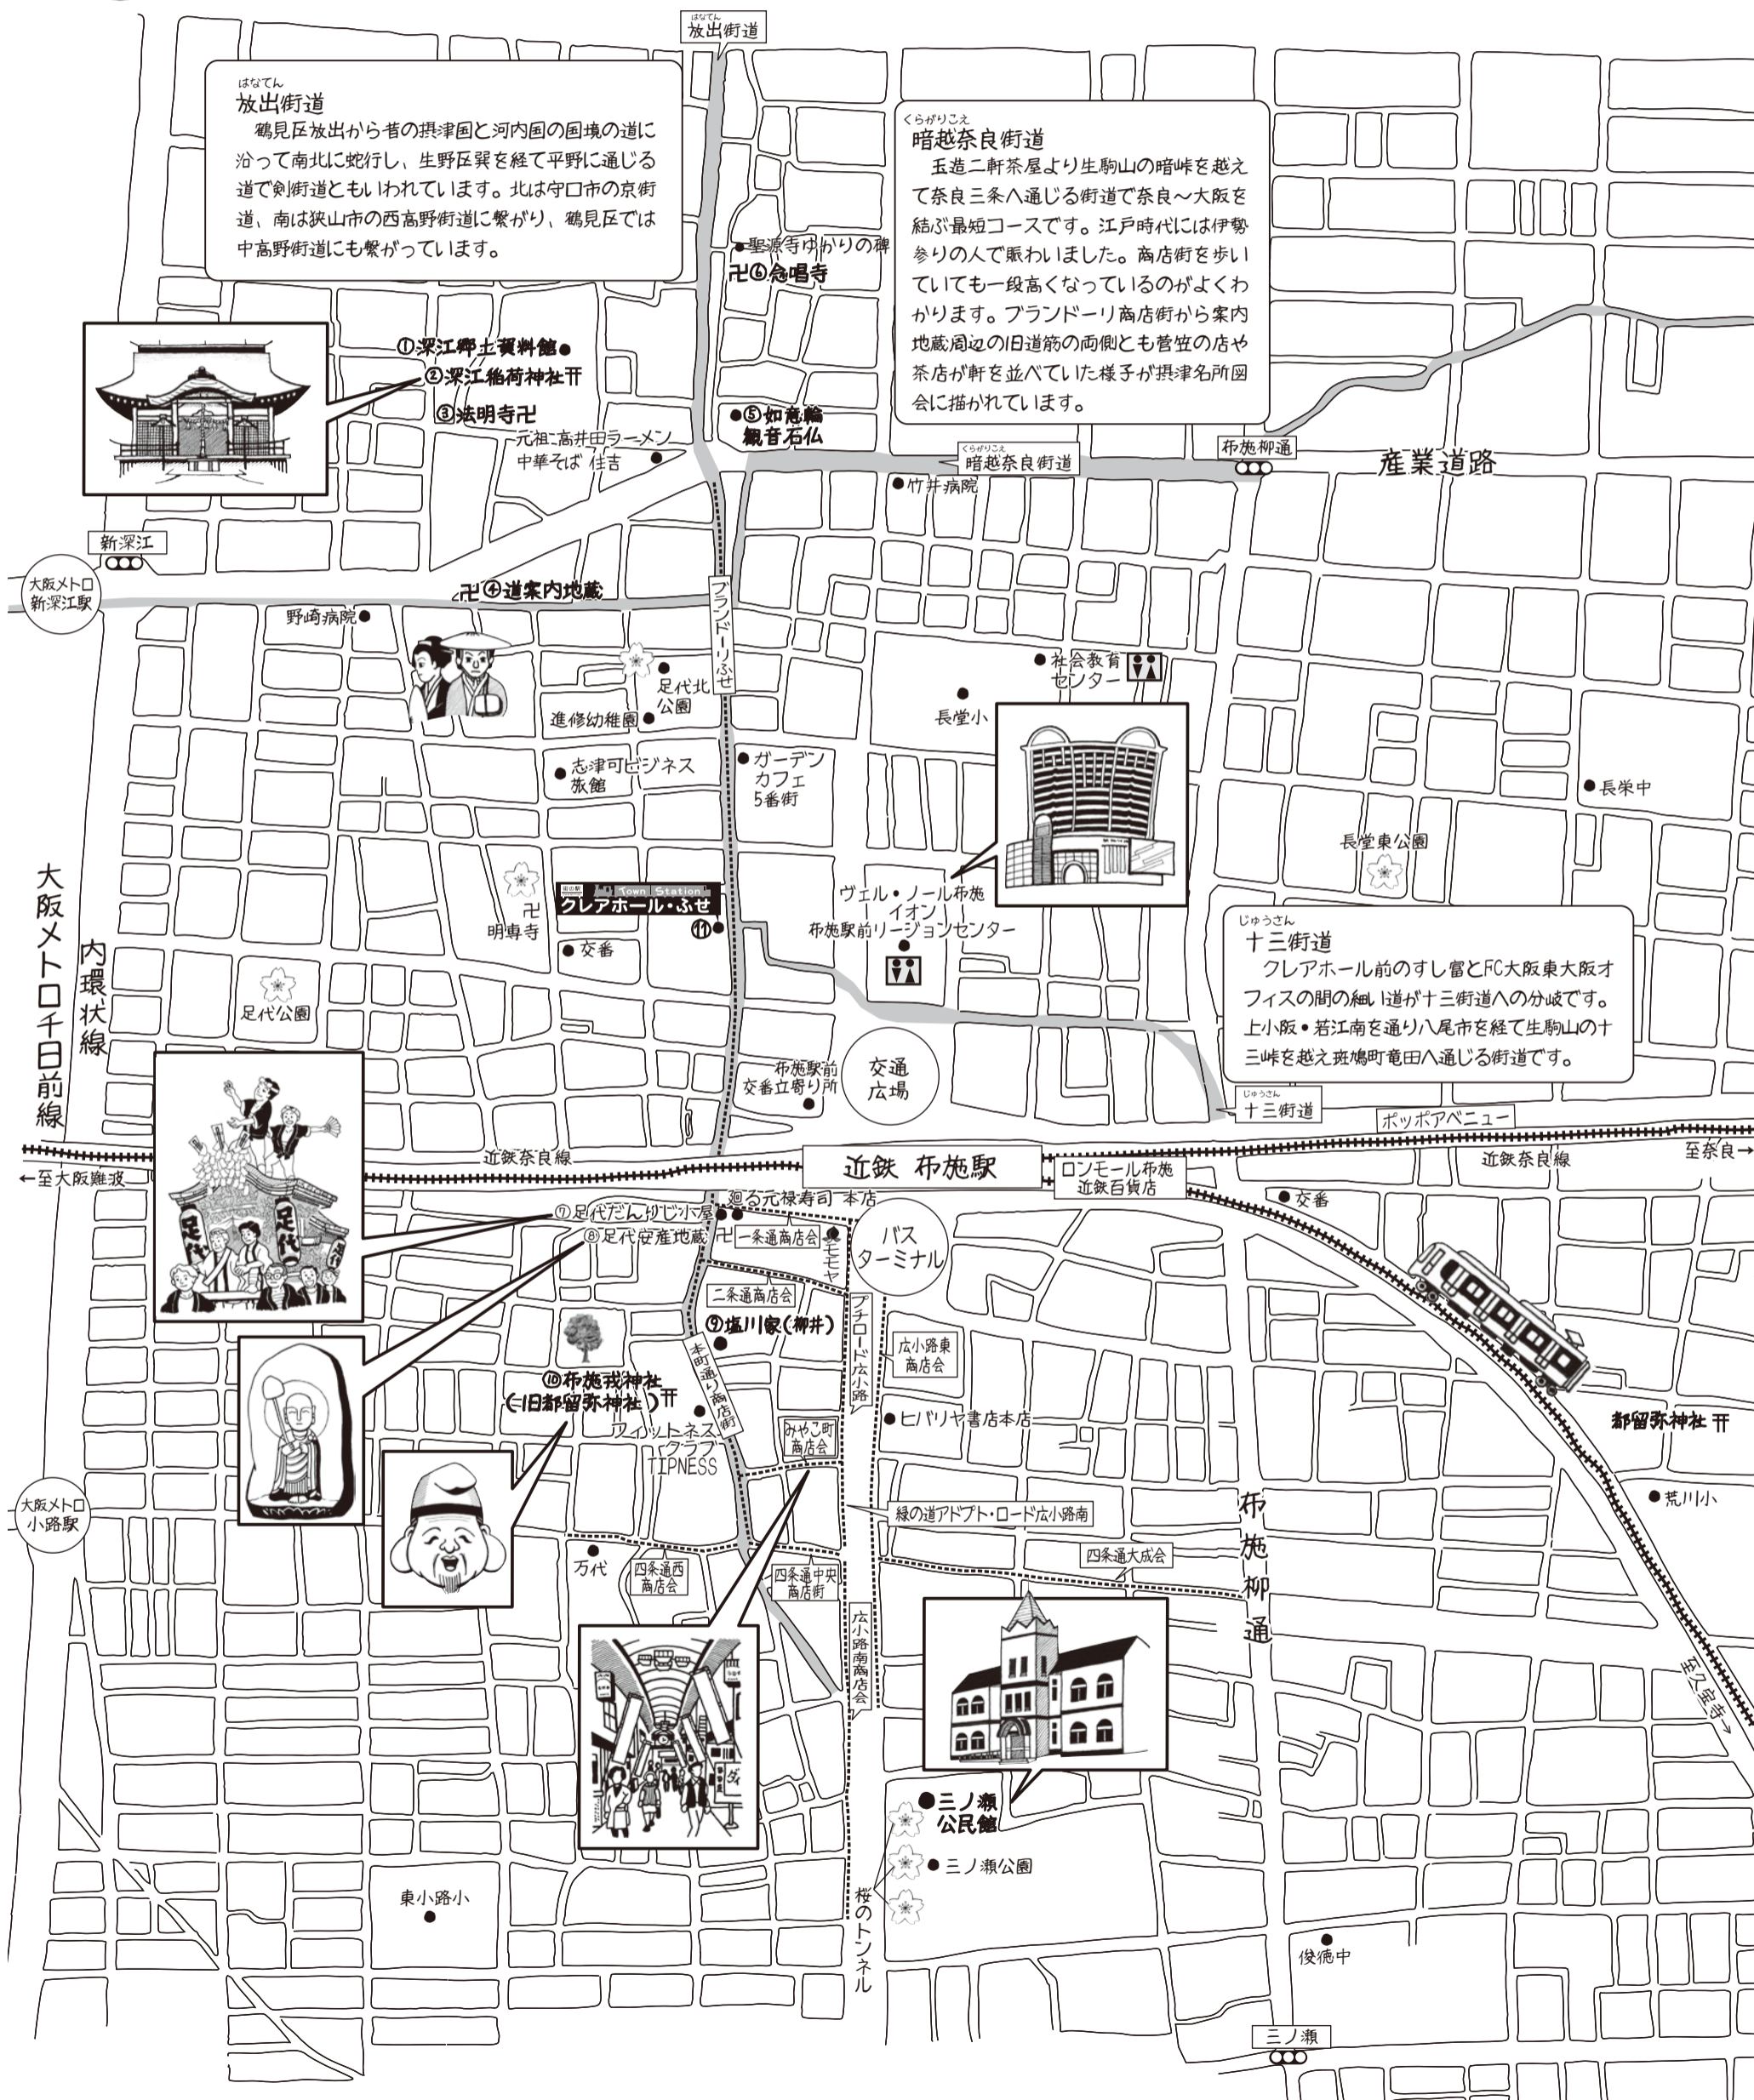 はなてん
放出街道
はなてん
放出街道
鶴見区放出から昔の摂津国と河内国の国境の道に
沿って南北に蛇行し、生野区巽を経て平野に通じる
道で剣街道ともいわれています。北は守口市の京街
道、南は狭山市の西高野街道に繋がり、鶴見区では
中高野街道にも繋がっています。
くらがりこえ
暗越奈良街道
玉造二軒茶屋より生駒山の暗峠を越え
て奈良三条へ通じる街道で奈良～大阪を
結ぶ最短コースです。江戸時代には伊勢
参りの人で賑わいました。商店街を歩い
ていても一段高くなっているのがよくわ
かります。ブランドーリ商店街から案内
地蔵周辺の旧道筋の両側とも菅笠の店や
茶店が軒を並べていた様子が摂津名所図
会に描かれています。
聖源寺ゆかりの碑
卍⑥念唱寺
①深江郷土資料館
②深江稲荷神社
③法明寺卍
⑤如意輪
観音石仏
元祖 高井田ラーメン
中華そば 住吉
くらがりこえ
暗越奈良街道
布施柳通
産業道路
竹井病院
新深江
大阪メトロ
新深江駅
卍④道案内地蔵
野崎病院
ブランドーリふせ
足代北
公園
進修幼稚園
社会教育
センター
長堂小
志津可ビジネス
旅館
ガーデン
カフェ
5番街
長栄中
長堂東公園
大阪メトロ千日前線
内環状線
街の駅
Town Station
クレアホール・ふせ
⑪
卍
明専寺
交番
足代公園
ヴェル・ノール布施
イオン
布施駅前リージョンセンター
じゅうさん
十三街道
クレアホール前のすし富とFC大阪東大阪オ
フィスの間の細い道が十三街道への分岐です。
上小阪・若江南を通り八尾市を経て生駒山の十
三峠を越え斑鳩町竜田へ通じる街道です。
布施駅前
交番立寄り所
交通
広場
じゅうさん
十三街道
ポッポアベニュー
近鉄奈良線
←至大阪難波
近鉄 布施駅
ロンモール布施
近鉄百貨店
近鉄奈良線
至奈良→
足代
足代
廻る元禄寿司 本店
⑦足代だんじり小屋
⑧足代安産地蔵卍
一条通商店会
モモヤ
バス
ターミナル
交番
二条通商店会
⑨塩川家(柳井)
プチロード広小路
広小路東
商店会
本町通り商店街
⑩布施戎神社
(旧都留弥神社)
フィットネス
クラブ
TIPNESS
みやこ町
商店会
ヒバリヤ書店本店
都留弥神社
荒川小
大阪メトロ
小路駅
緑の道アドプト・ロード広小路南
布施柳通
万代
四条通西
商店会
四条通中央
商店街
四条通大成会
広小路南商店会
至久宝寺→
ダイ
三ノ瀬
公民館
三ノ瀬公園
桜のトンネル
東小路小
俊徳中
三ノ瀬